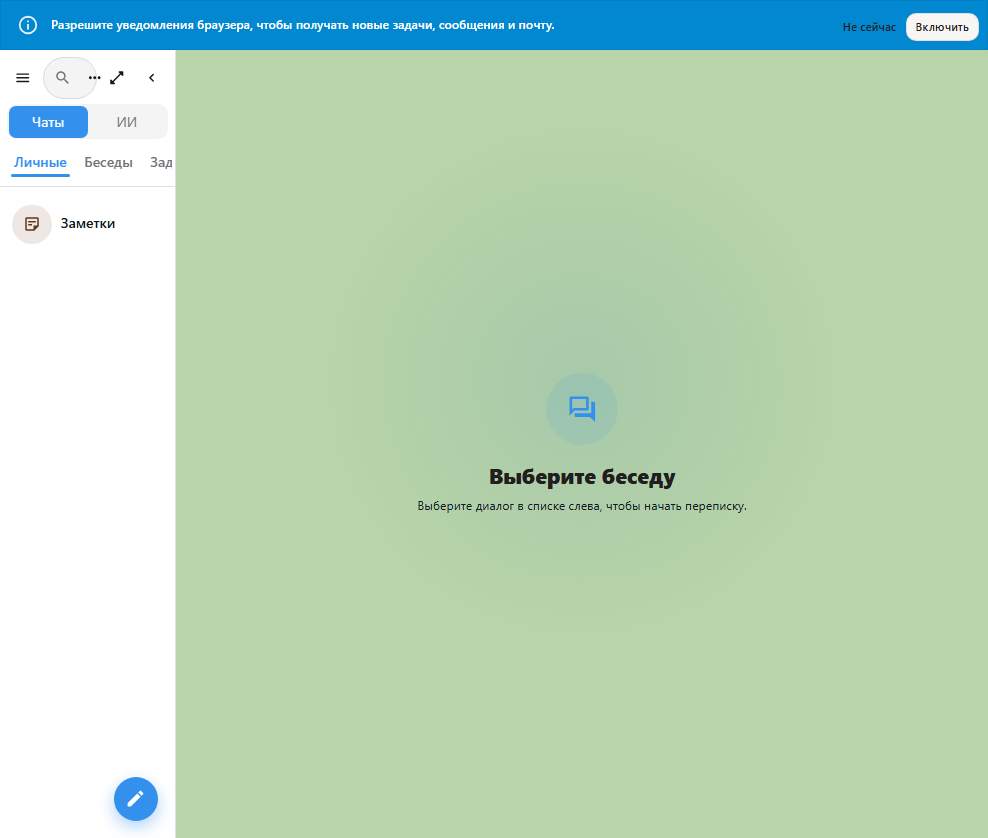 Разрешите уведомления браузера, чтобы получать новые задачи, сообщения и почту.
Не сейчас
Включить
Чаты
ИИ
Личные
Беседы
Зад
Заметки
Выберите беседу
Выберите диалог в списке слева, чтобы начать переписку.